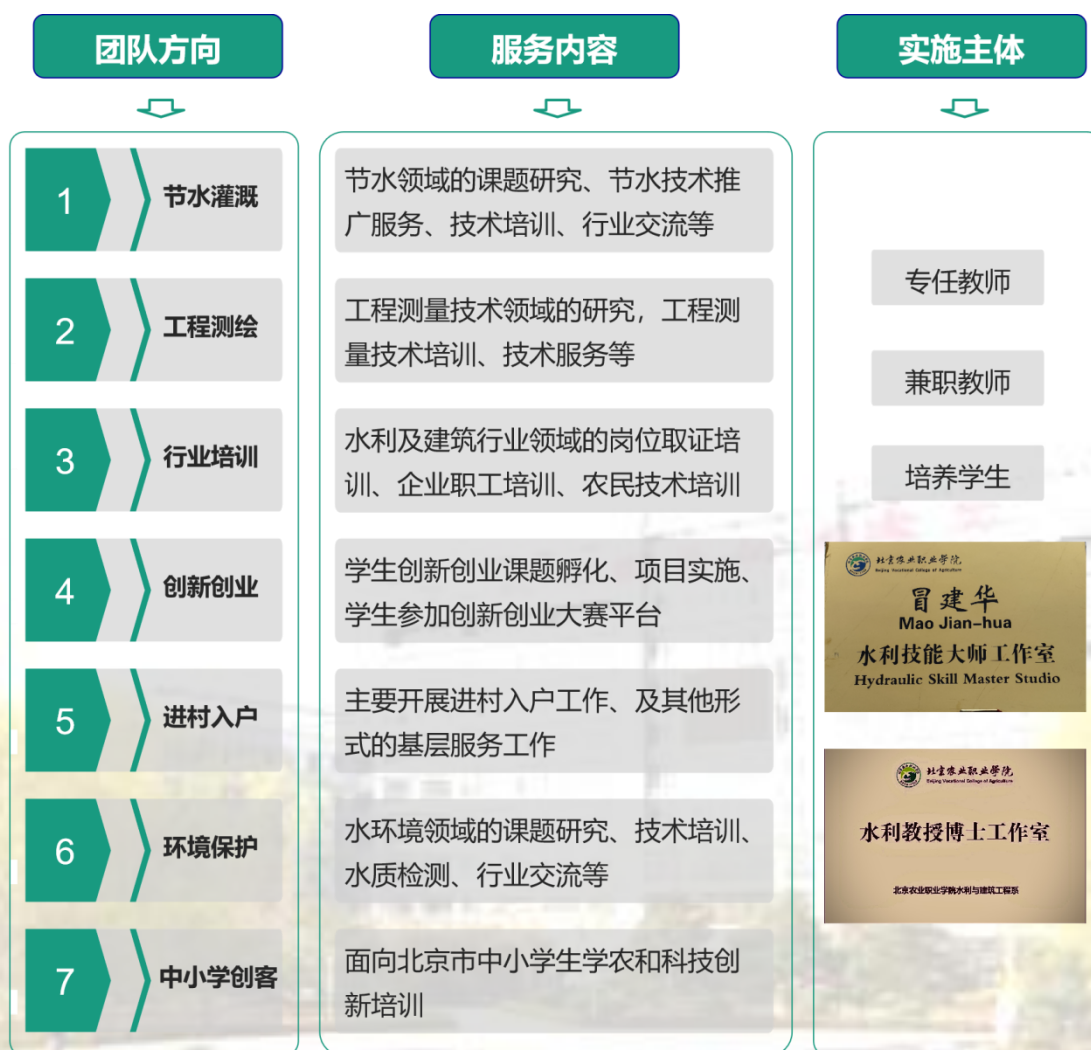 团队方向
服务内容
实施主体
1
节水灌溉
节水领域的课题研究、节水技术推
广服务、技术培训、行业交流等
2
工程测绘
工程测量技术领域的研究，工程测
量技术培训、技术服务等
3
行业培训
水利及建筑行业领域的岗位取证培
训、企业职工培训、农民技术培训
4
创新创业
学生创新创业课题孵化、项目实施、
学生参加创新创业大赛平台
5
进村入户
主要开展进村入户工作、及其他形
式的基层服务工作
6
环境保护
水环境领域的课题研究、技术培训、
水质检测、行业交流等
7
中小学创客
面向北京市中小学生学农和科技创
新培训
专任教师
兼职教师
培养学生
北京农业职业学院
Beijing Vocational College of Agriculture
冒建华
Mao Jian-hua
水利技能大师工作室
Hydraulic Skill Master Studio
北京农业职业学院
Beijing Vocational College of Agriculture
水利教授博士工作室
北京农业职业学院水利与建筑工程系